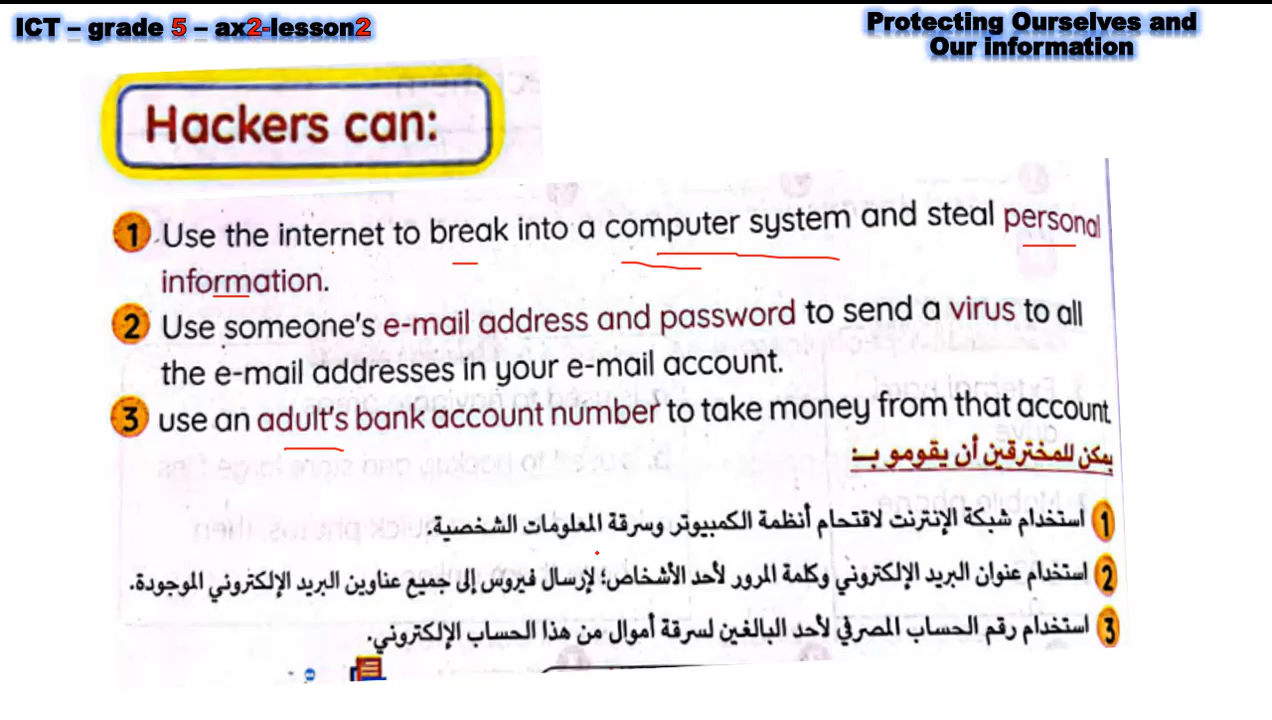 ICT – grade 5 – ax2-lesson2
Protecting Ourselves and
Our information
Hackers can:
1 Use the internet to break into a computer system and steal personal
information.
2 Use someone's e-mail address and password to send a virus to all
the e-mail addresses in your e-mail account.
3 use an adult's bank account number to take money from that account
يمكن للمخترقين أن يقومو بـ:
1 استخدام شبكة الإنترنت لاقتحام أنظمة الكمبيوتر وسرقة المعلومات الشخصية.
2 استخدام عنوان البريد الإلكتروني وكلمة المرور لأحد الأشخاص؛ لإرسال فيروس إلى جميع عناوين البريد الإلكتروني الموجودة.
3 استخدام رقم الحساب المصرفي لأحد البالغين لسرقة أموال من هذا الحساب الإلكتروني.